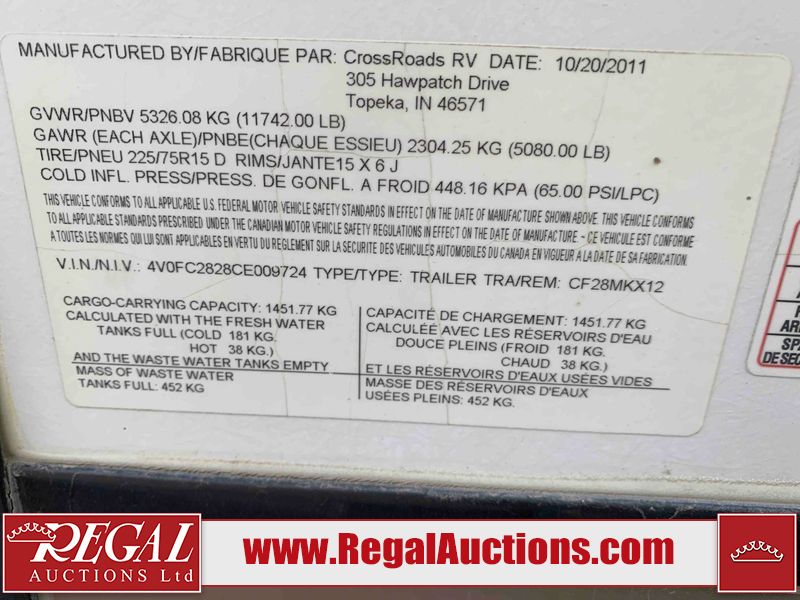 MANUFACTURED BY/FABRIQUE PAR: CrossRoads RV DATE: 10/20/2011
305 Hawpatch Drive
Topeka, IN 46571
GVWR/PNBV 5326.08 KG (11742.00 LB)
GAWR (EACH AXLE)/PNBE(CHAQUE ESSIEU) 2304.25 KG (5080.00 LB)
TIRE/PNEU 225/75R15 D RIMS/JANTE15 X 6 J
COLD INFL. PRESS/PRESS. DE GONFL. A FROID 448.16 KPA (65.00 PSI/LPC)
THIS VEHICLE CONFORMS TO ALL APPLICABLE U.S. FEDERAL MOTOR VEHICLE SAFETY STANDARDS IN EFFECT ON THE DATE OF MANUFACTURE SHOWN ABOVE. THIS VEHICLE CONFORMS
TO ALL APPLICABLE STANDARDS PRESCRIBED UNDER THE CANADIAN MOTOR VEHICLE SAFETY REGULATIONS IN EFFECT ON THE DATE OF MANUFACTURE - CE VEHICULE CONFORME
A TOUTES LES NORMES QUI LUI SONT APPLICABLES EN VERTU DU REGLEMENT SUR LA SECURITE DES VEHICULES AUTOMOBILES DU CANADA EN VIGUEUR A LA DATE DE SA FABRICATION.
V.I.N./N.I.V.: 4V0FC2828CE009724 TYPE/TYPE: TRAILER TRA/REM: CF28MKX12
CARGO-CARRYING CAPACITY: 1451.77 KG
CALCULATED WITH THE FRESH WATER
TANKS FULL (COLD 181 KG.
HOT 38 KG.)
AND THE WASTE WATER TANKS EMPTY
MASS OF WASTE WATER
TANKS FULL: 452 KG
CAPACITÉ DE CHARGEMENT: 1451.77 KG
CALCULÉE AVEC LES RÉSERVOIRS D'EAU
DOUCE PLEINS (FROID 181 KG.
CHAUD 38 KG.)
ET LES RÉSERVOIRS D'EAUX USÉES VIDES
MASSE DES RÉSERVOIRS D'EAUX
USÉES PLEINS: 452 KG.
REGAL
AUCTIONS Ltd
www.RegalAuctions.com